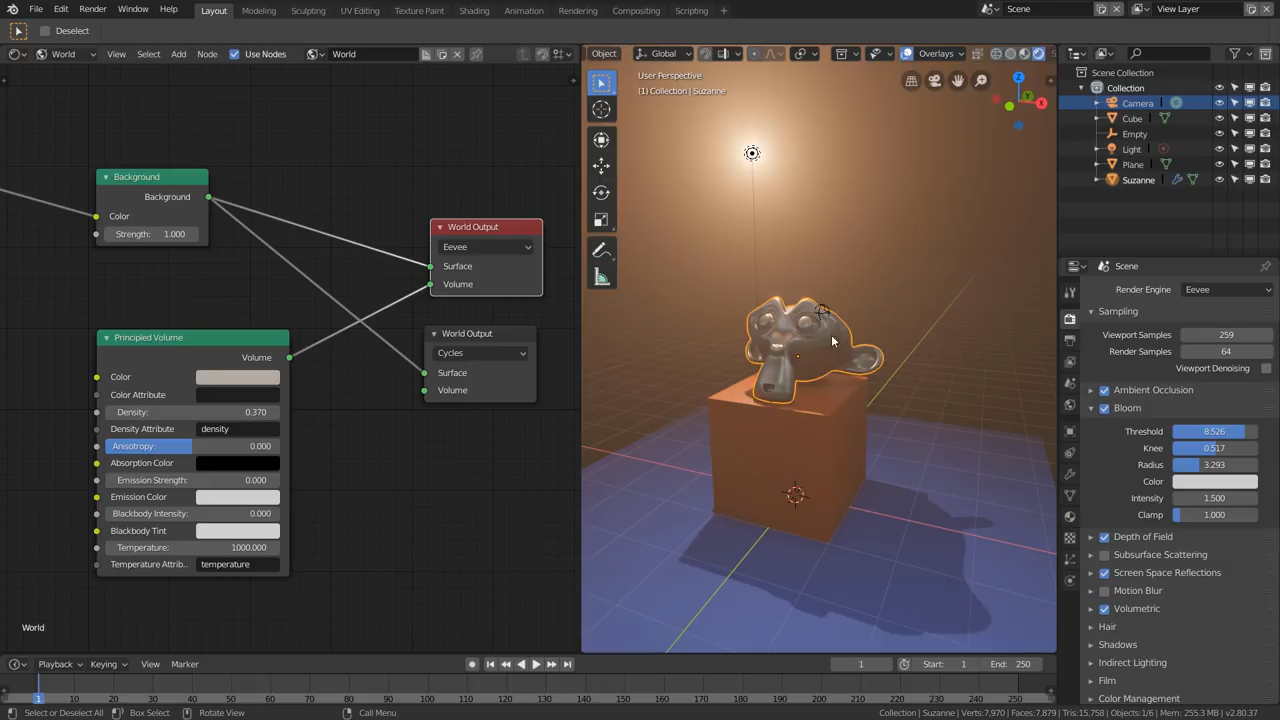 File Edit Render Window Help Layout Modeling Sculpting UV Editing Texture Paint Shading Animation Rendering Compositing Scripting + Scene View Layer
Deselect
World View Select Add Node Use Nodes World
Object Global Overlays
User Perspective
(1) Collection | Suzanne
Z
Y
X
Background
Background
Color
Strength: 1.000
World Output
Eevee
Surface
Volume
World Output
Cycles
Surface
Volume
Principled Volume
Volume
Color
Color Attribute
Density: 0.370
Density Attribute density
Anisotropy: 0.000
Absorption Color
Emission Strength: 0.000
Emission Color
Blackbody Intensity: 0.000
Blackbody Tint
Temperature: 1000.000
Temperature Attrib.. temperature
World
Scene Collection
Collection
Camera
Cube
Empty
Light
Plane
Suzanne
Scene
Render Engine Eevee
Sampling
Viewport Samples 259
Render Samples 64
Viewport Denoising
Ambient Occlusion
Bloom
Threshold 8.526
Knee 0.517
Radius 3.293
Color
Intensity 1.500
Clamp 1.000
Depth of Field
Subsurface Scattering
Screen Space Reflections
Motion Blur
Volumetric
Hair
Shadows
Indirect Lighting
Film
Color Management
Playback Keying View Marker 1 Start: 1 End: 250
1 10 20 30 40 50 60 70 80 90 100 110 120 130 140 150 160 170 180 190 200 210 220 230 240 250
Select or Deselect All Box Select Rotate View Call Menu Collection | Suzanne | Verts:7,970 | Faces:7,879 | Tris:15,758 | Objects:1/6 | Mem: 255.3 MB | v2.80.37